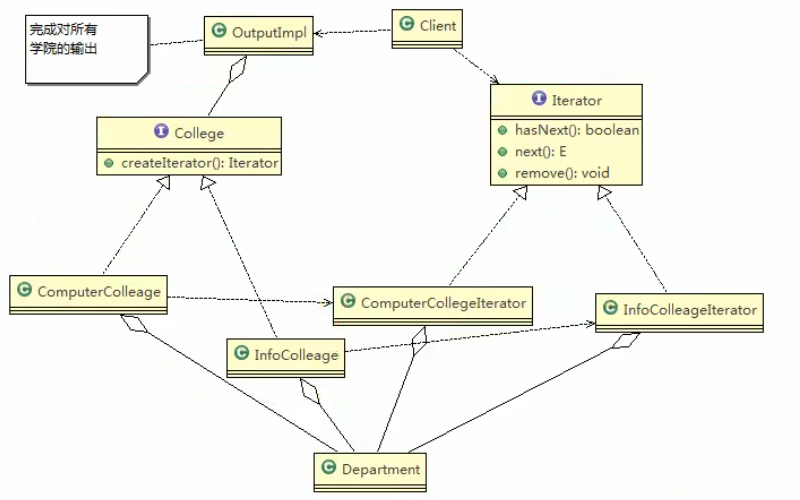 完成对所有
学院的输出
C OutputImpl
C Client
I Iterator
hasNext(): boolean
next(): E
remove(): void
I College
createIterator(): Iterator
C ComputerColleage
C ComputerCollegeIterator
C InfoColleageIterator
C InfoColleage
C Department